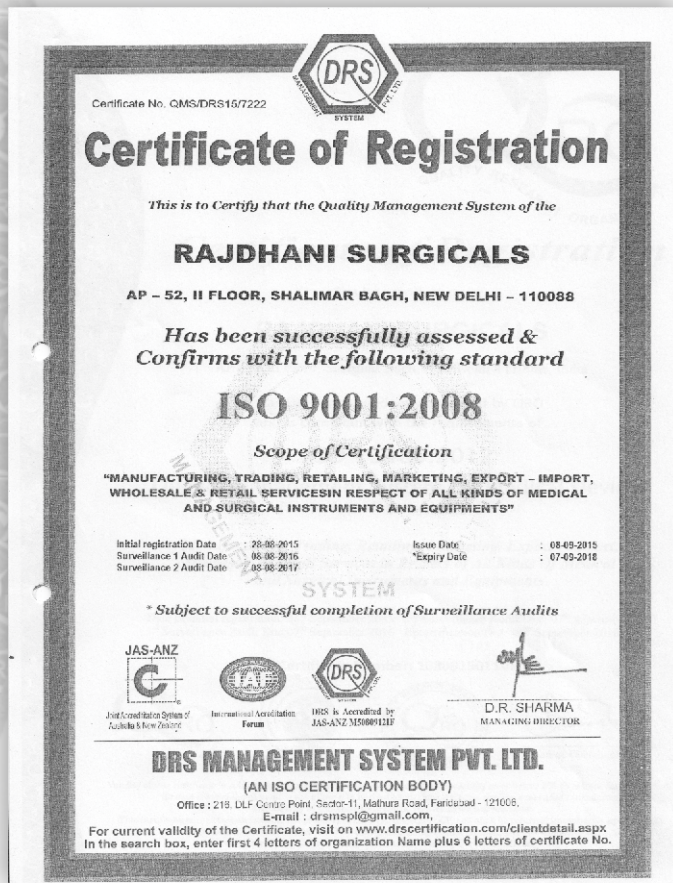 DRS
MANAGEMENT
SYSTEM
PVT. LTD.
Certificate No. QMS/DRS15/7222
Certificate of Registration
This is to Certify that the Quality Management System of the
RAJDHANI SURGICALS
AP – 52, II FLOOR, SHALIMAR BAGH, NEW DELHI – 110088
Has been successfully assessed &
Confirms with the following standard
ISO 9001:2008
Scope of Certification
“MANUFACTURING, TRADING, RETAILING, MARKETING, EXPORT – IMPORT,
WHOLESALE & RETAIL SERVICESIN RESPECT OF ALL KINDS OF MEDICAL
AND SURGICAL INSTRUMENTS AND EQUIPMENTS”
Initial registration Date : 28-08-2015 Issue Date : 08-09-2015
Surveillance 1 Audit Date : 08-08-2016 *Expiry Date : 07-09-2018
Surveillance 2 Audit Date : 08-08-2017
MANAGEMENT
SYSTEM
* Subject to successful completion of Surveillance Audits
JAS-ANZ
Joint Accreditation System of
Australia & New Zealand
IAF
International Acreditation
Forum
DRS
DRS is Accredited by
JAS-ANZ M5080912IF
D.R. SHARMA
MANAGING DIRECTOR
DRS MANAGEMENT SYSTEM PVT. LTD.
(AN ISO CERTIFICATION BODY)
Office : 216, DLF Centre Point, Sector-11, Mathura Road, Faridabad - 121006,
E-mail : drsmspl@gmail.com,
For current validity of the Certificate, visit on www.drscertification.com/clientdetail.aspx
In the search box, enter first 4 letters of organization Name plus 6 letters of certificate No.